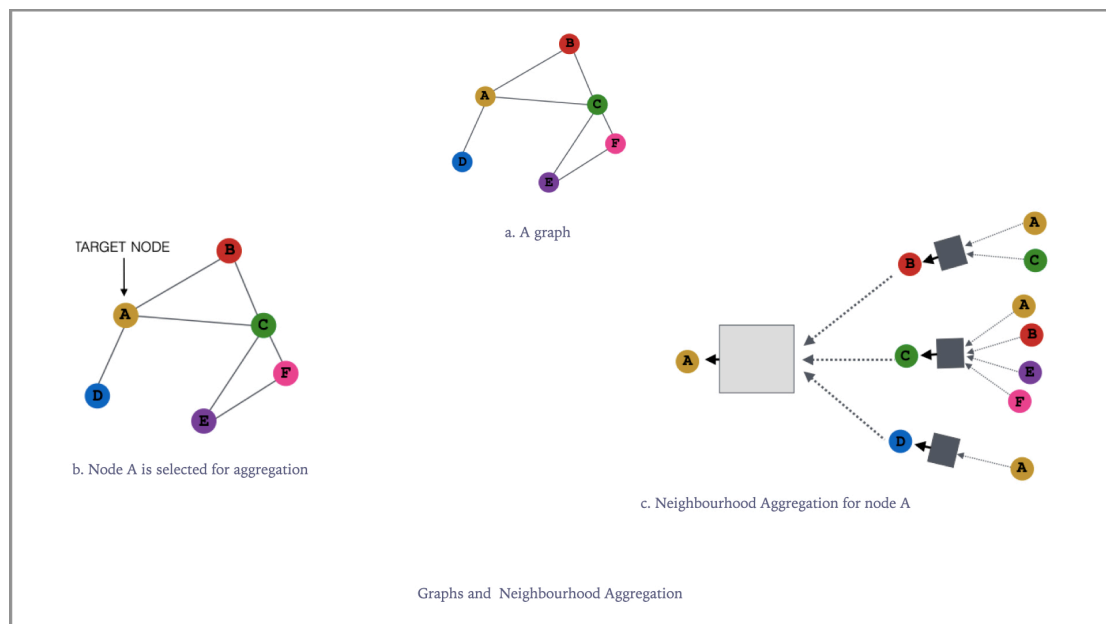 B
A
C
F
D
E
a. A graph
TARGET NODE
B
A
C
F
D
E
b. Node A is selected for aggregation
A
B
A
C
C
A
B
E
F
D
A
c. Neighbourhood Aggregation for node A
Graphs and Neighbourhood Aggregation